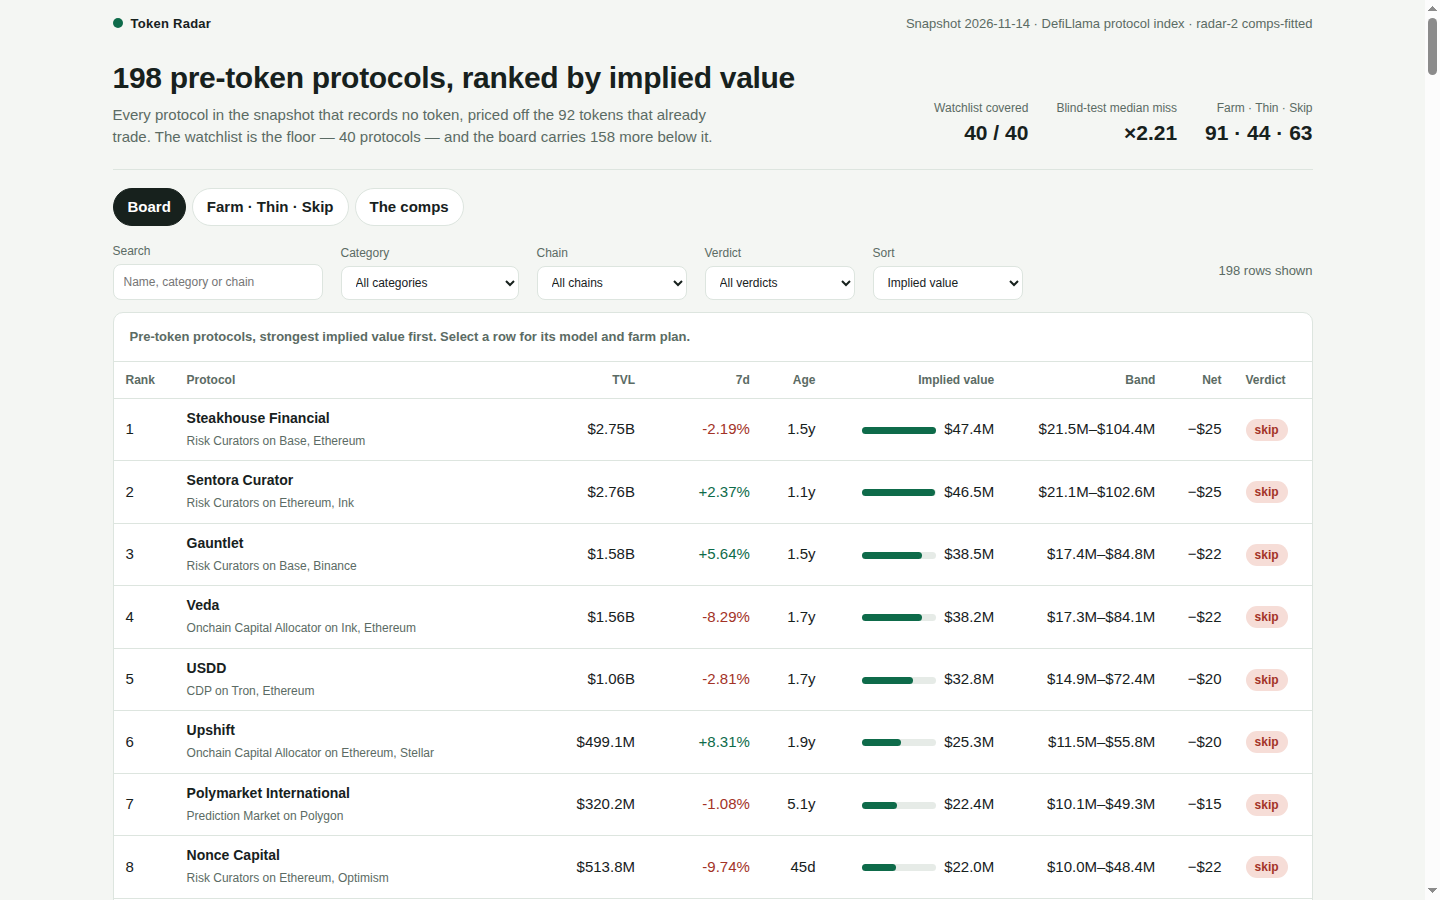 Token Radar
Snapshot 2026-11-14 · DefiLlama protocol index · radar-2 comps-fitted
198 pre-token protocols, ranked by implied value
Every protocol in the snapshot that records no token, priced off the 92 tokens that already
trade. The watchlist is the floor — 40 protocols — and the board carries 158 more below it.
Watchlist covered
40 / 40
Blind-test median miss
×2.21
Farm · Thin · Skip
91 · 44 · 63
Board
Farm · Thin · Skip
The comps
Search
Name, category or chain
Category
All categories
Chain
All chains
Verdict
All verdicts
Sort
Implied value
198 rows shown
Pre-token protocols, strongest implied value first. Select a row for its model and farm plan.
Rank Protocol TVL 7d Age Implied value Band Net Verdict
1 Steakhouse Financial $2.75B -2.19% 1.5y $47.4M $21.5M–$104.4M −$25 skip
Risk Curators on Base, Ethereum
2 Sentora Curator $2.76B +2.37% 1.1y $46.5M $21.1M–$102.6M −$25 skip
Risk Curators on Ethereum, Ink
3 Gauntlet $1.58B +5.64% 1.5y $38.5M $17.4M–$84.8M −$22 skip
Risk Curators on Base, Binance
4 Veda $1.56B -8.29% 1.7y $38.2M $17.3M–$84.1M −$22 skip
Onchain Capital Allocator on Ink, Ethereum
5 USDD $1.06B -2.81% 1.7y $32.8M $14.9M–$72.4M −$20 skip
CDP on Tron, Ethereum
6 Upshift $499.1M +8.31% 1.9y $25.3M $11.5M–$55.8M −$20 skip
Onchain Capital Allocator on Ethereum, Stellar
7 Polymarket International $320.2M -1.08% 5.1y $22.4M $10.1M–$49.3M −$15 skip
Prediction Market on Polygon
8 Nonce Capital $513.8M -9.74% 45d $22.0M $10.0M–$48.4M −$22 skip
Risk Curators on Ethereum, Optimism